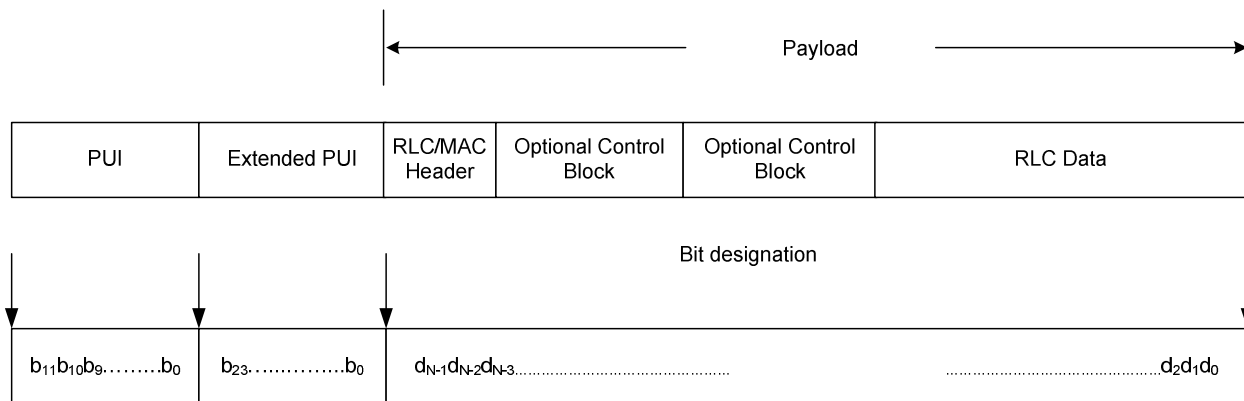 Payload
PUI
Extended PUI
RLC/MAC
Header
Optional Control
Block
Optional Control
Block
RLC Data
Bit designation
b₁₁b₁₀b₉………b₀
b₂₃……………b₀
dN-1dN-2dN-3……………………………………………
……………………………………………d₂d₁d₀